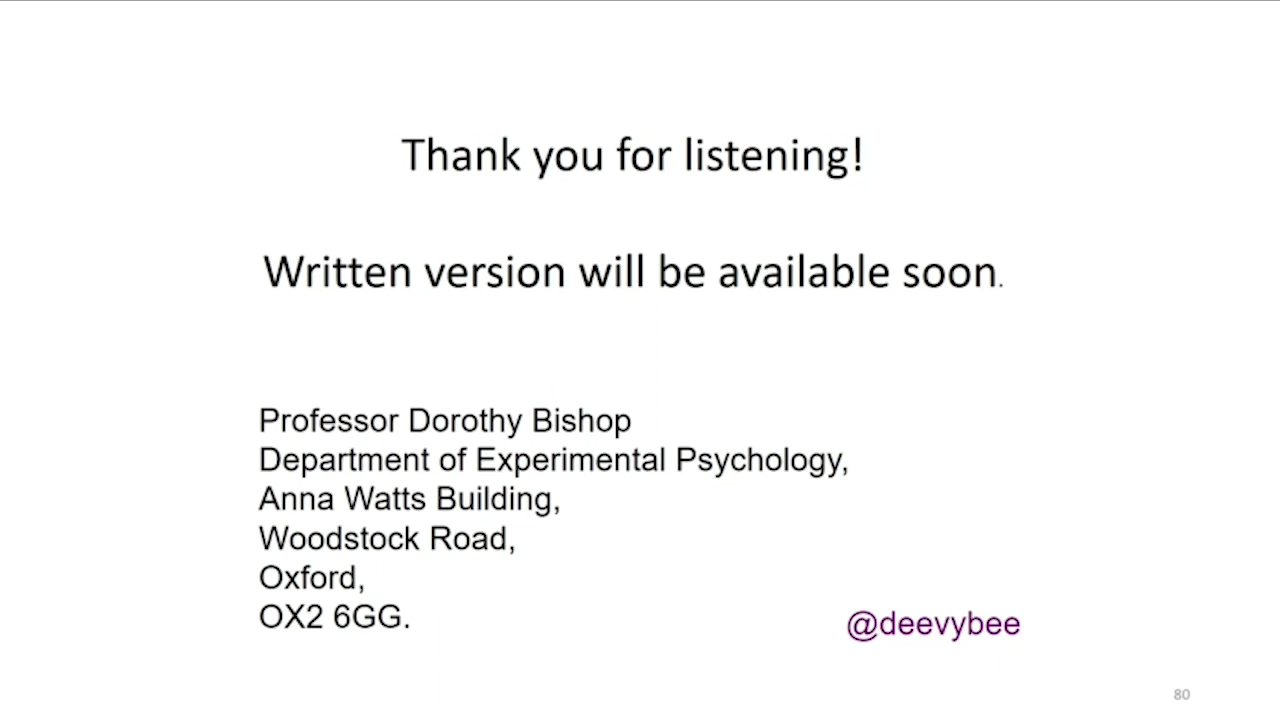 Thank you for listening!
Written version will be available soon.
Professor Dorothy Bishop
Department of Experimental Psychology,
Anna Watts Building,
Woodstock Road,
Oxford,
OX2 6GG.
@deevybee
80